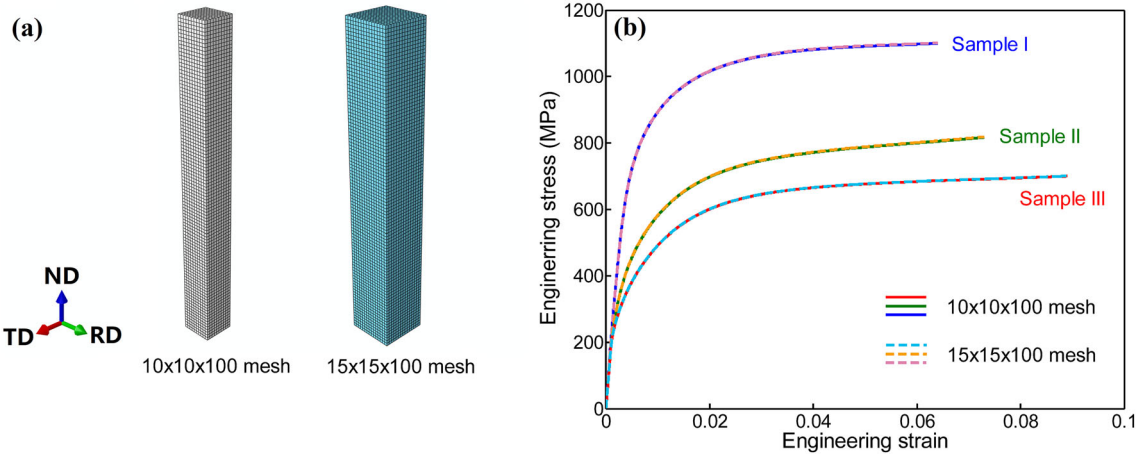 (a)
ND
TD
RD
10x10x100 mesh
15x15x100 mesh
(b)
1200
1000
800
600
400
200
0
Enginerring stress (MPa)
Sample I
Sample II
Sample III
10x10x100 mesh
15x15x100 mesh
0
0.02
0.04
0.06
0.08
0.1
Engineering strain